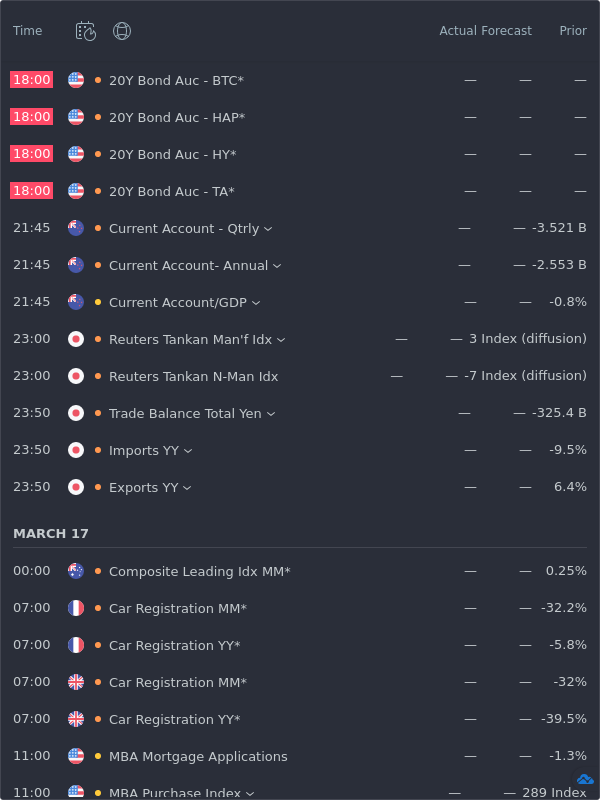 Time Actual Forecast Prior
18:00 20Y Bond Auc - BTC* — — —
18:00 20Y Bond Auc - HAP* — — —
18:00 20Y Bond Auc - HY* — — —
18:00 20Y Bond Auc - TA* — — —
21:45 Current Account - Qtrly — — -3.521 B
21:45 Current Account- Annual — — -2.553 B
21:45 Current Account/GDP — — -0.8%
23:00 Reuters Tankan Man'f Idx — — 3 Index (diffusion)
23:00 Reuters Tankan N-Man Idx — — -7 Index (diffusion)
23:50 Trade Balance Total Yen — — -325.4 B
23:50 Imports YY — — -9.5%
23:50 Exports YY — — 6.4%
MARCH 17
00:00 Composite Leading Idx MM* — — 0.25%
07:00 Car Registration MM* — — -32.2%
07:00 Car Registration YY* — — -5.8%
07:00 Car Registration MM* — — -32%
07:00 Car Registration YY* — — -39.5%
11:00 MBA Mortgage Applications — — -1.3%
11:00 MBA Purchase Index — — 289 Index